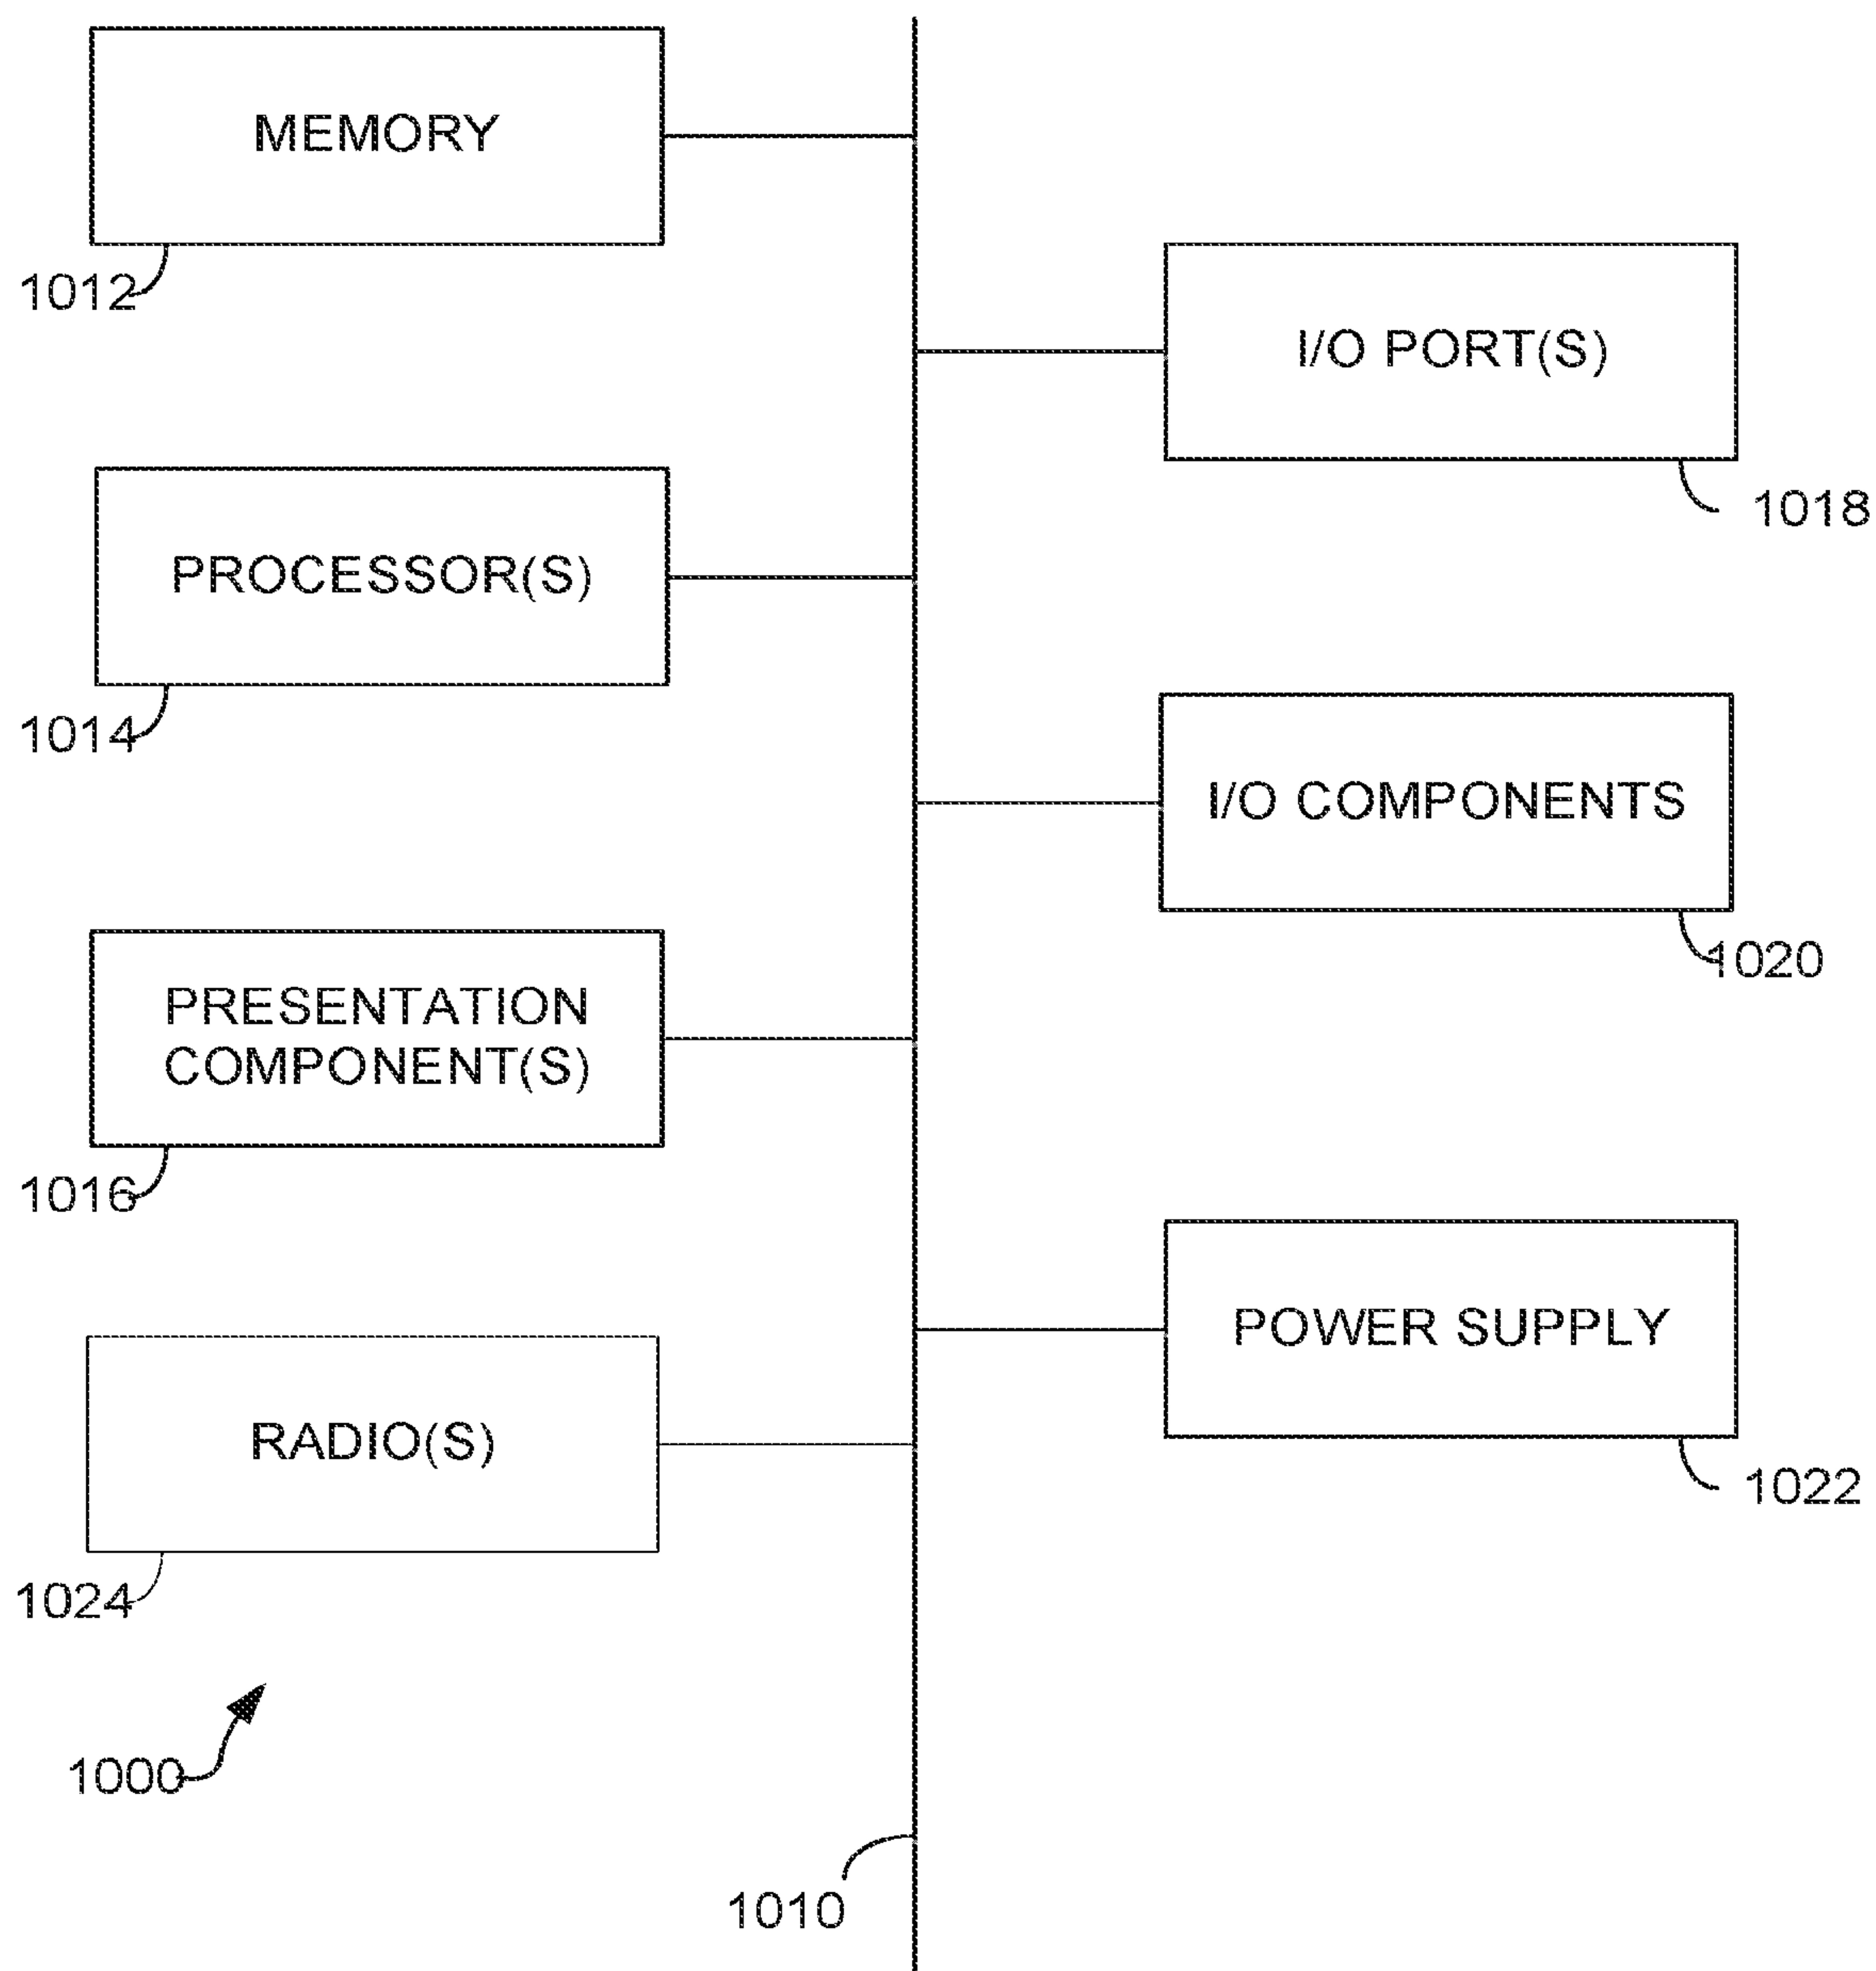 MEMORY
1012
I/O PORT(S)
1018
PROCESSOR(S)
1014
I/O COMPONENTS
1020
PRESENTATION
COMPONENT(S)
1016
POWER SUPPLY
1022
RADIO(S)
1024
1000
1010